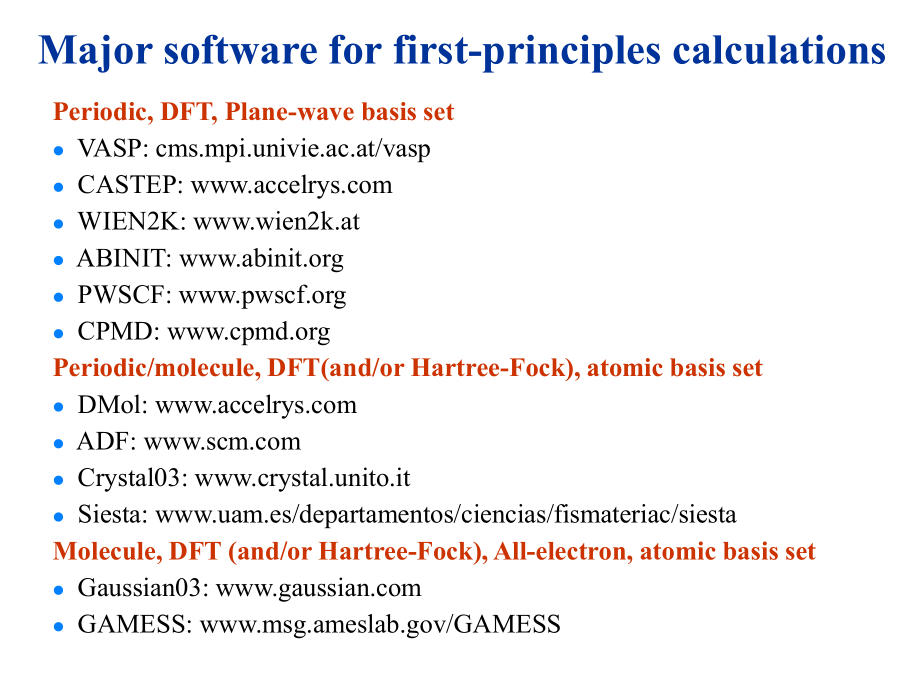 Major software for first-principles calculations
Periodic, DFT, Plane-wave basis set
● VASP: cms.mpi.univie.ac.at/vasp
● CASTEP: www.accelrys.com
● WIEN2K: www.wien2k.at
● ABINIT: www.abinit.org
● PWSCF: www.pwscf.org
● CPMD: www.cpmd.org
Periodic/molecule, DFT(and/or Hartree-Fock), atomic basis set
● DMol: www.accelrys.com
● ADF: www.scm.com
● Crystal03: www.crystal.unito.it
● Siesta: www.uam.es/departamentos/ciencias/fismateriac/siesta
Molecule, DFT (and/or Hartree-Fock), All-electron, atomic basis set
● Gaussian03: www.gaussian.com
● GAMESS: www.msg.ameslab.gov/GAMESS